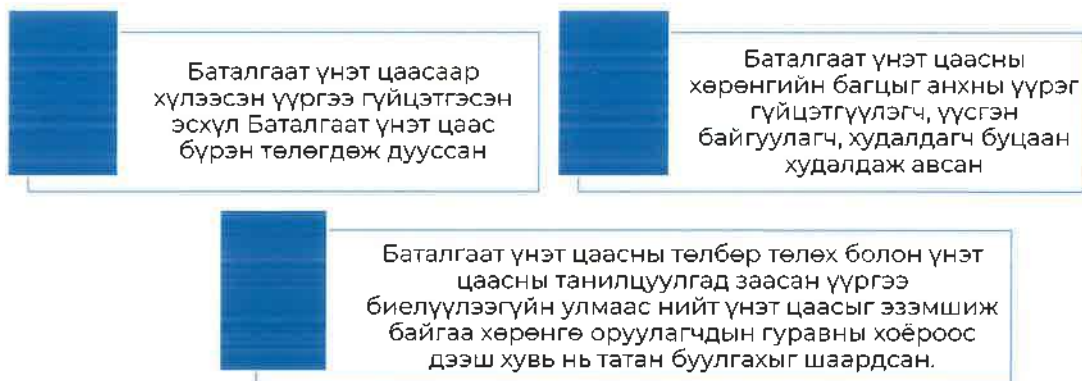 Баталгаат үнэт цаасаар
хүлээсэн үүргээ гүйцэтгэсэн
эсхүл Баталгаат үнэт цаас
бүрэн төлөгдөж дууссан
Баталгаат үнэт цаасны
хөрөнгийн багцыг анхны үүрэг
гүйцэтгүүлэгч, үүсгэн
байгуулагч, худалдагч буцаан
худалдаж авсан
Баталгаат үнэт цаасны төлбөр төлөх болон үнэт
цаасны танилцуулгад заасан үүргээ
биелүүлээгүйн улмаас нийт үнэт цаасыг эзэмшиж
байгаа хөрөнгө оруулагчдын гуравны хоёроос
дээш хувь нь татан буулгахыг шаардсан.